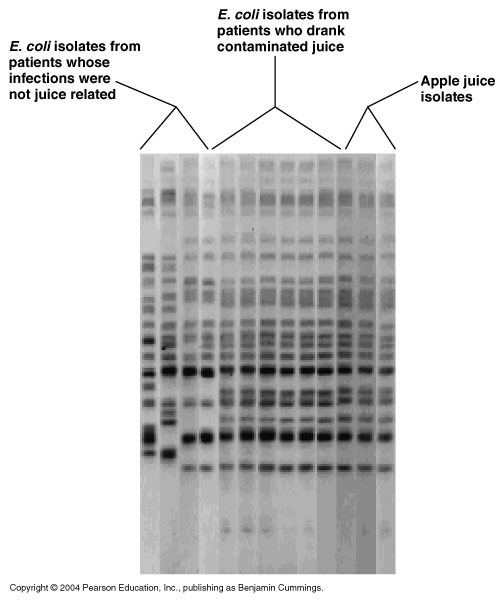 E. coli isolates from
patients whose
infections were
not juice related
E. coli isolates from
patients who drank
contaminated juice
Apple juice
isolates
Copyright © 2004 Pearson Education, Inc., publishing as Benjamin Cummings.